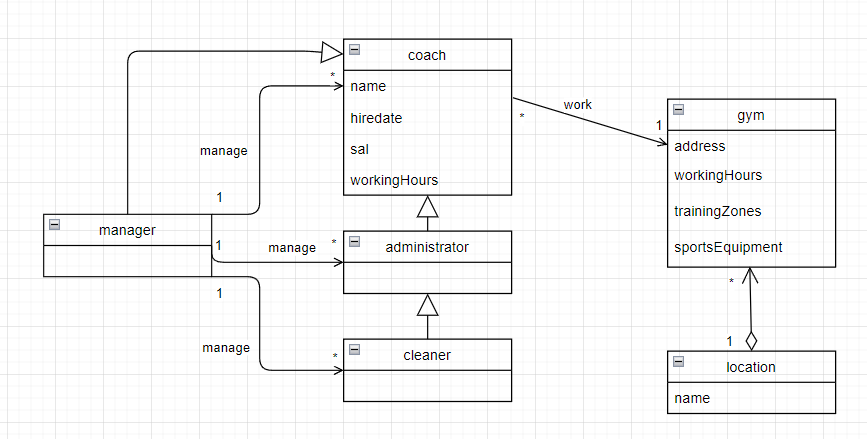 coach
name
hiredate
sal
workingHours
*
manage
1
work
*
1
gym
address
workingHours
trainingZones
sportsEquipment
manager
1
manage
*
administrator
1
manage
*
cleaner
*
1
location
name